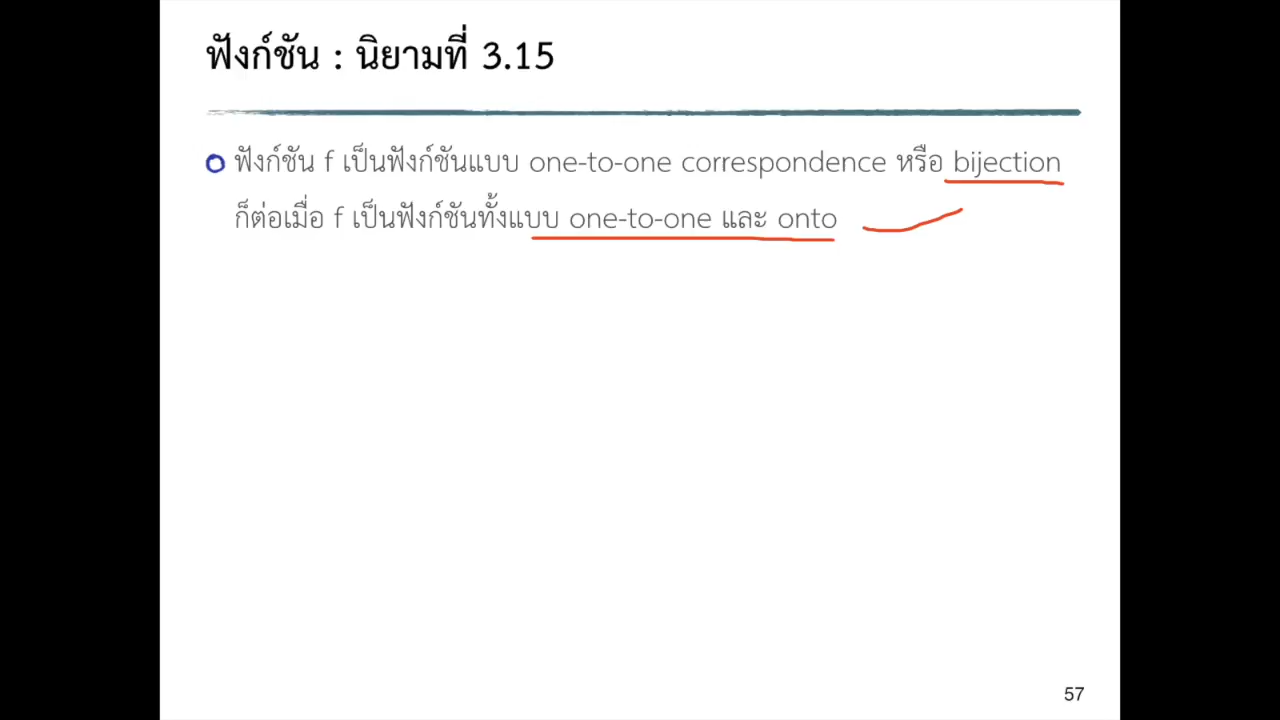 ฟังก์ชัน : นิยามที่ 3.15
ฟังก์ชัน f เป็นฟังก์ชันแบบ one-to-one correspondence หรือ bijection
ก็ต่อเมื่อ f เป็นฟังก์ชันทั้งแบบ one-to-one และ onto
57